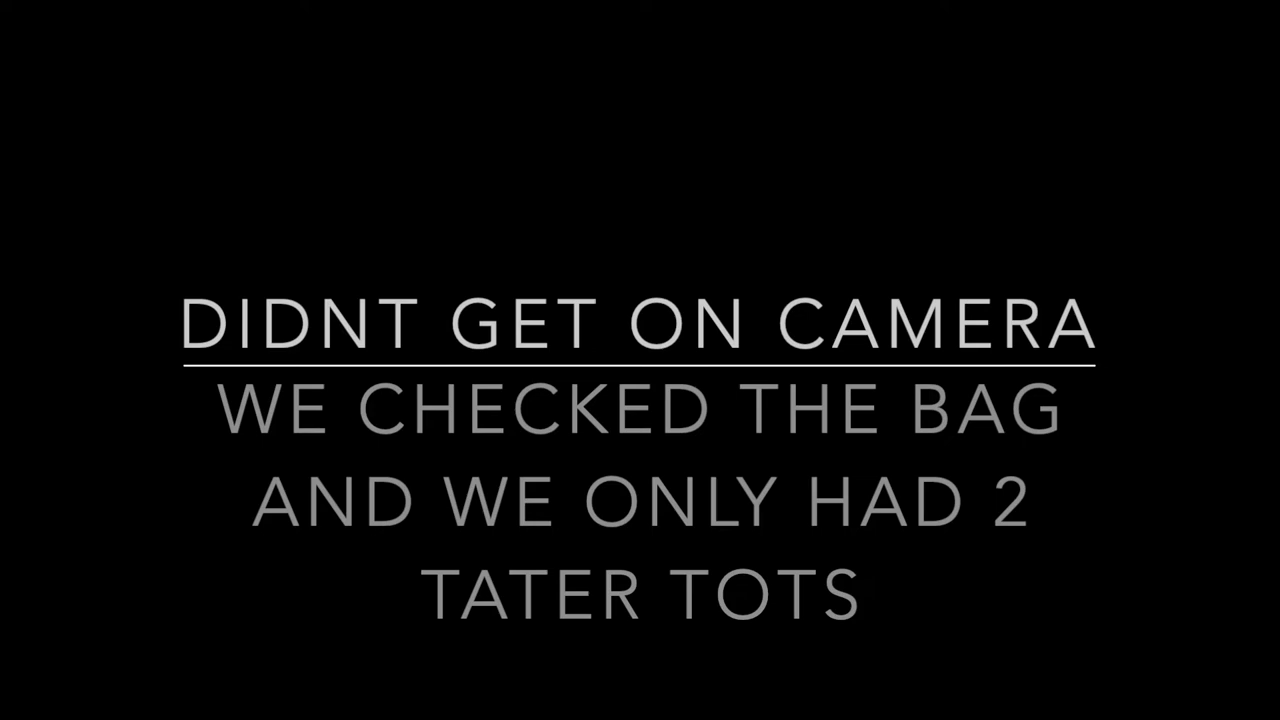 DIDNT GET ON CAMERA
WE CHECKED THE BAG
AND WE ONLY HAD 2
TATER TOTS